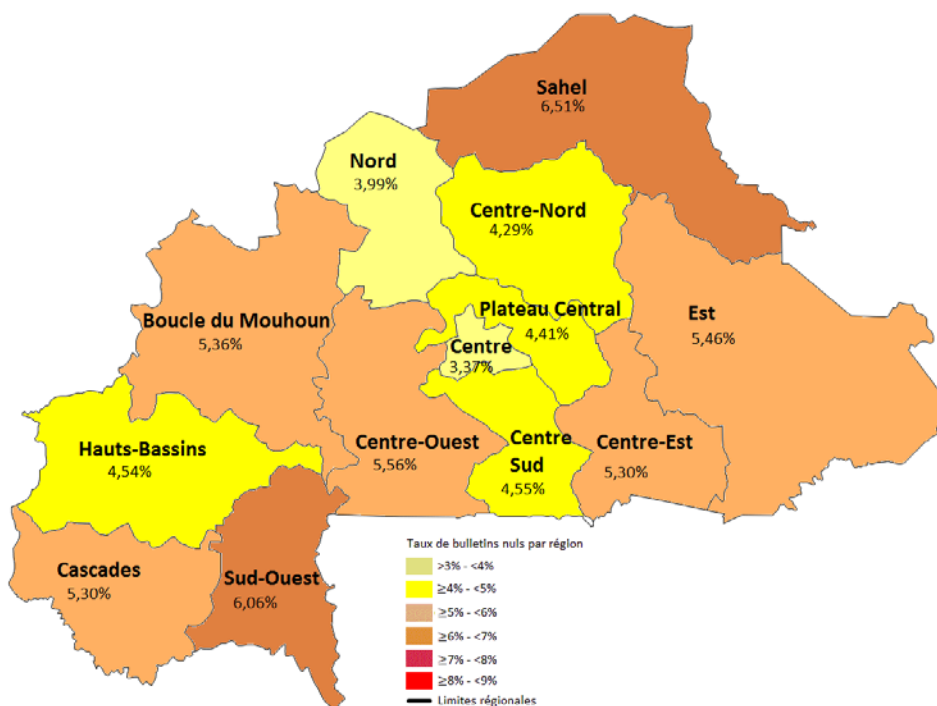 Sahel
6,51%
Nord
3,99%
Centre-Nord
4,29%
Boucle du Mouhoun
5,36%
Plateau Central
4,41%
Est
5,46%
Centre
3,37%
Hauts-Bassins
4,54%
Centre-Ouest
5,56%
Centre
Sud
4,55%
Centre-Est
5,30%
Cascades
5,30%
Sud-Ouest
6,06%
Taux de bulletins nuls par région
>3% - <4%
≥4% - <5%
≥5% - <6%
≥6% - <7%
≥7% - <8%
≥8% - <9%
Limites régionales